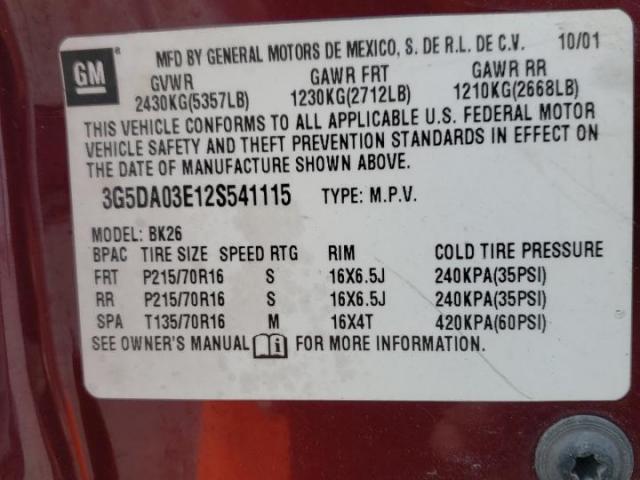 GM ® MFD BY GENERAL MOTORS DE MEXICO, S. DE R.L. DE C.V. 10/01
GVWR GAWR FRT GAWR RR
2430KG(5357LB) 1230KG(2712LB) 1210KG(2668LB)
THIS VEHICLE CONFORMS TO ALL APPLICABLE U.S. FEDERAL MOTOR
VEHICLE SAFETY AND THEFT PREVENTION STANDARDS IN EFFECT ON
THE DATE OF MANUFACTURE SHOWN ABOVE.
3G5DA03E12S541115 TYPE: M.P.V.
MODEL: BK26
BPAC TIRE SIZE SPEED RTG RIM COLD TIRE PRESSURE
FRT P215/70R16 S 16X6.5J 240KPA(35PSI)
RR P215/70R16 S 16X6.5J 240KPA(35PSI)
SPA T135/70R16 M 16X4T 420KPA(60PSI)
SEE OWNER'S MANUAL FOR MORE INFORMATION.